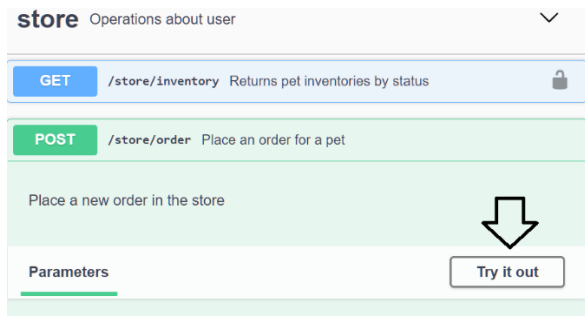 store Operations about user
GET /store/inventory Returns pet inventories by status
POST /store/order Place an order for a pet
Place a new order in the store
Parameters Try it out